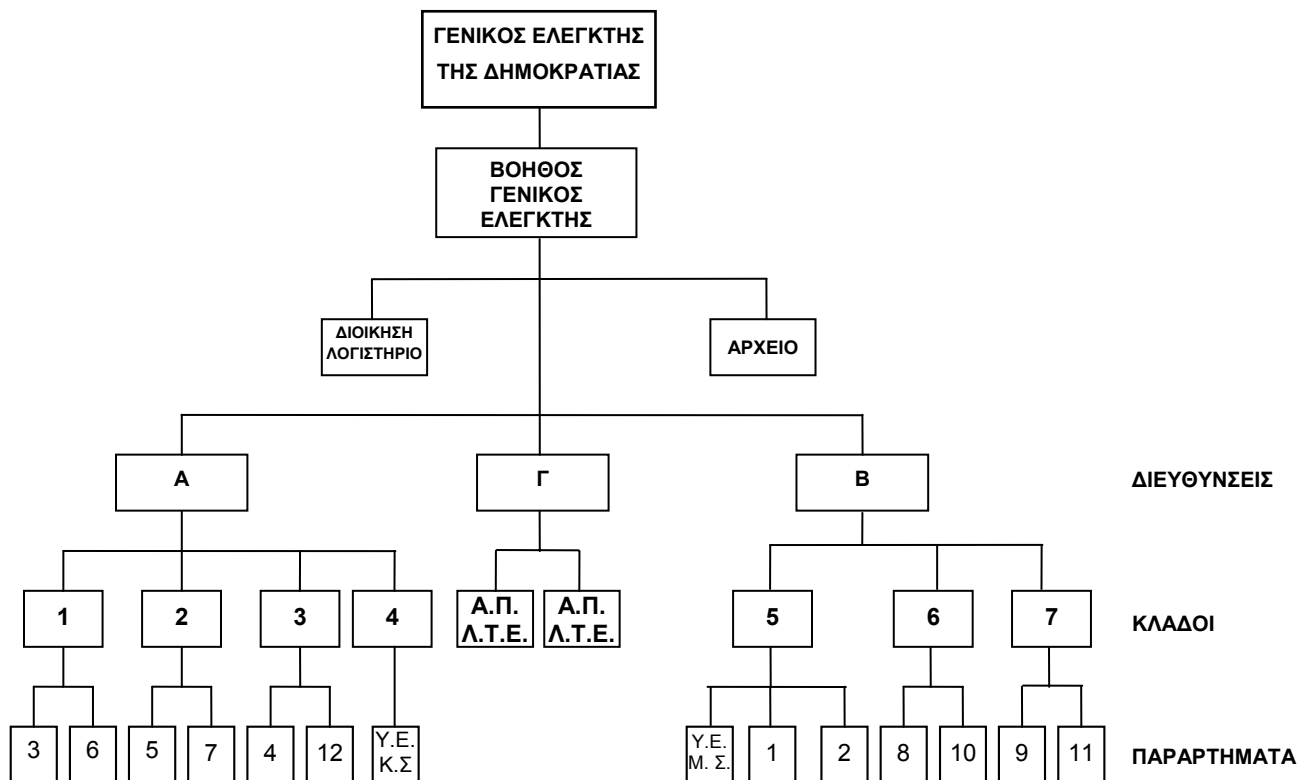 ΓΕΝΙΚΟΣ ΕΛΕΓΚΤΗΣ
ΤΗΣ ΔΗΜΟΚΡΑΤΙΑΣ
ΒΟΗΘΟΣ
ΓΕΝΙΚΟΣ
ΕΛΕΓΚΤΗΣ
ΔΙΟΙΚΗΣΗ
ΛΟΓΙΣΤΗΡΙΟ
ΑΡΧΕΙΟ
Α Γ Β ΔΙΕΥΘΥΝΣΕΙΣ
1 2 3 4 Α.Π. Α.Π. 5 6 7 ΚΛΑΔΟΙ
Λ.Τ.Ε. Λ.Τ.Ε.
3 6 5 7 4 12 Υ.Ε. Υ.Ε. 1 2 8 10 9 11 ΠΑΡΑΡΤΗΜΑΤΑ
Κ.Σ Μ. Σ.